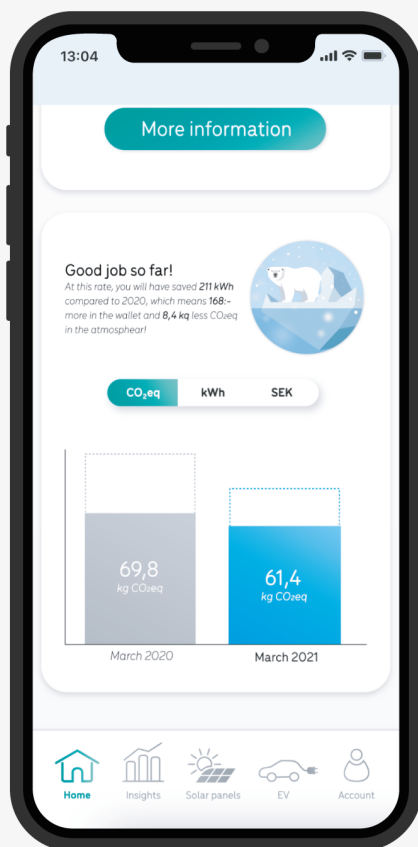 13:04
More information
Good job so far!
At this rate, you will have saved 211 kWh
compared to 2020, which means 168:-
more in the wallet and 8,4 kq less CO₂eq
in the atmosphear!
CO₂eq kWh SEK
69,8
kg CO₂eq
61,4
kg CO₂eq
March 2020 March 2021
Home Insights Solar panels EV Account